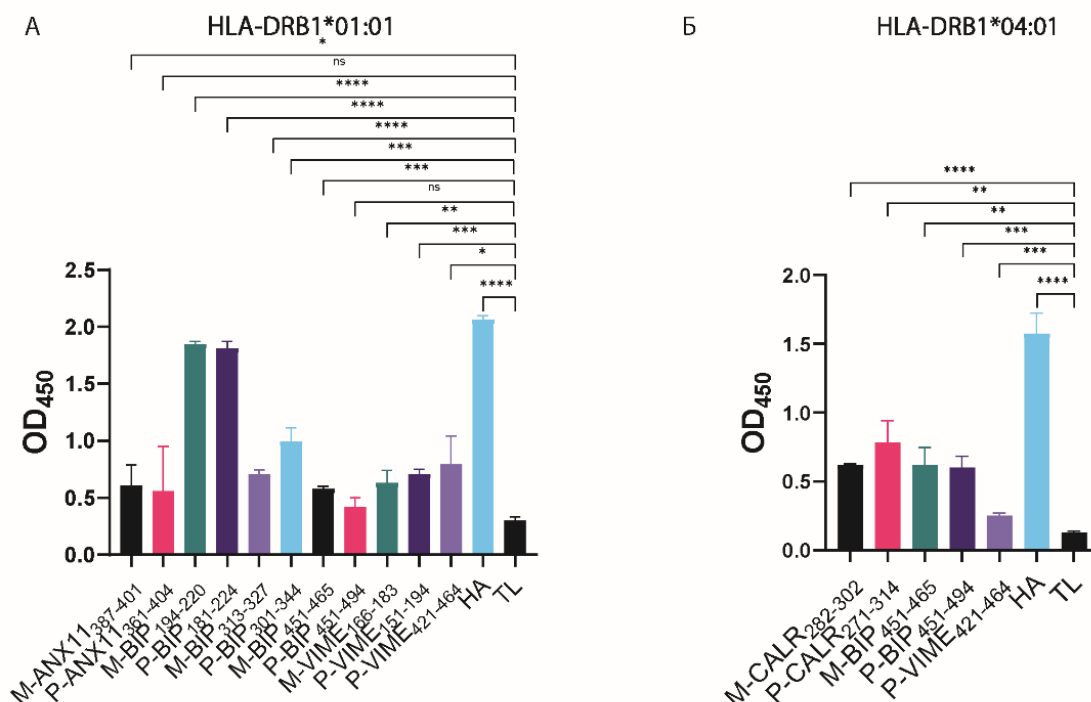 А
HLA-DRB1*01:01
*
ns
****
****
****
***
***
ns
**
***
*
****
2.5
2.0
1.5
1.0
0.5
0.0
OD450
M-ANX11387-401
P-ANX11361-404
M-BIP194-220
P-BIP181-224
M-BIP313-327
P-BIP301-344
M-BIP451-465
P-BIP451-494
M-VIME166-183
P-VIME151-194
P-VIME421-464
HA
TL
Б
HLA-DRB1*04:01
****
**
**
***
***
****
2.0
1.5
1.0
0.5
0.0
OD450
M-CALR282-302
P-CALR271-314
M-BIP451-465
P-BIP451-494
P-VIME421-464
HA
TL